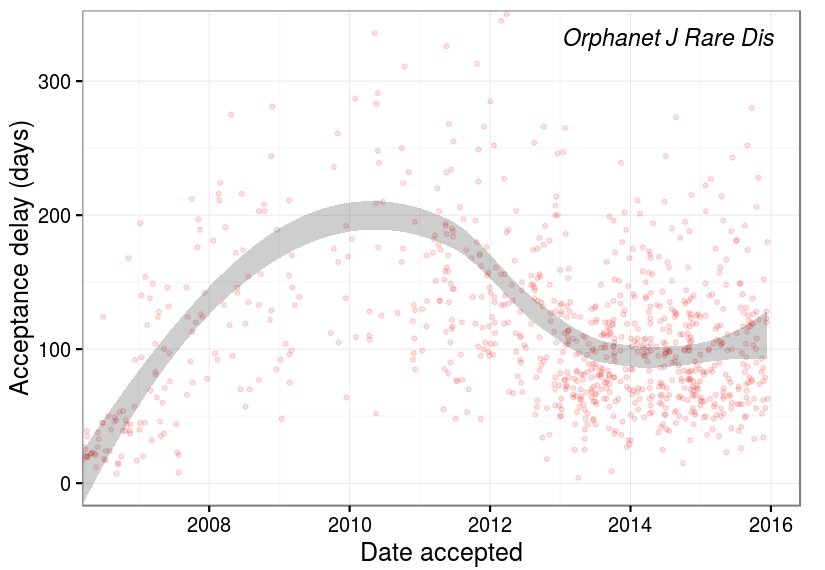 Orphanet J Rare Dis
Acceptance delay (days)
300
200
100
0
2008 2010 2012 2014 2016
Date accepted